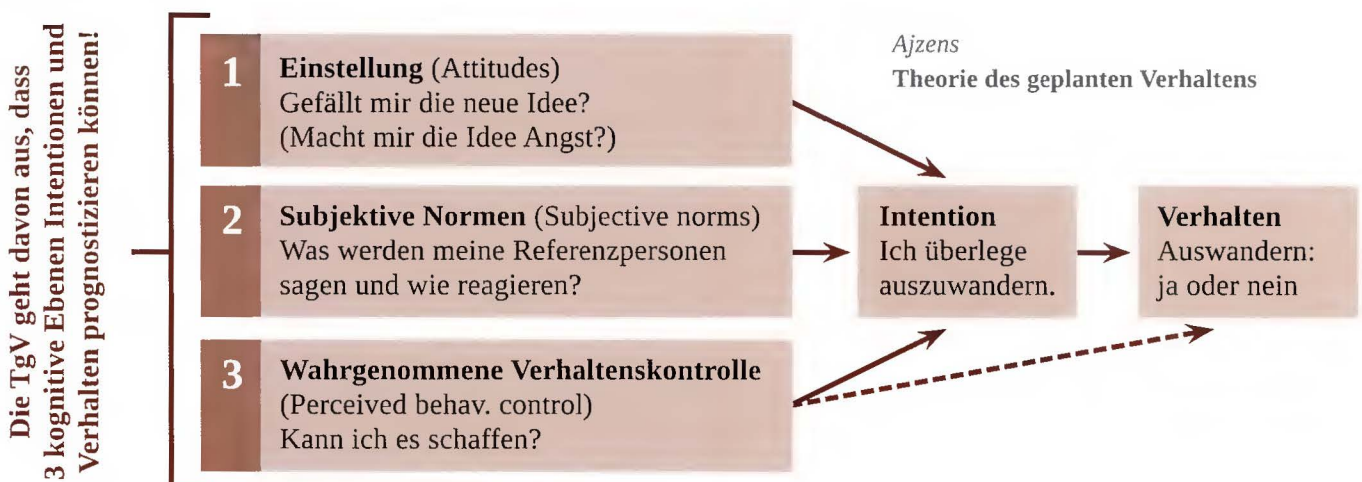 Die TgV geht davon aus, dass
3 kognitive Ebenen Intentionen und
Verhalten prognostizieren können!
1
Einstellung (Attitudes)
Gefällt mir die neue Idee?
(Macht mir die Idee Angst?)
2
Subjektive Normen (Subjective norms)
Was werden meine Referenzpersonen
sagen und wie reagieren?
3
Wahrgenommene Verhaltenskontrolle
(Perceived behav. control)
Kann ich es schaffen?
Ajzens
Theorie des geplanten Verhaltens
Intention
Ich überlege
auszuwandern.
Verhalten
Auswandern:
ja oder nein